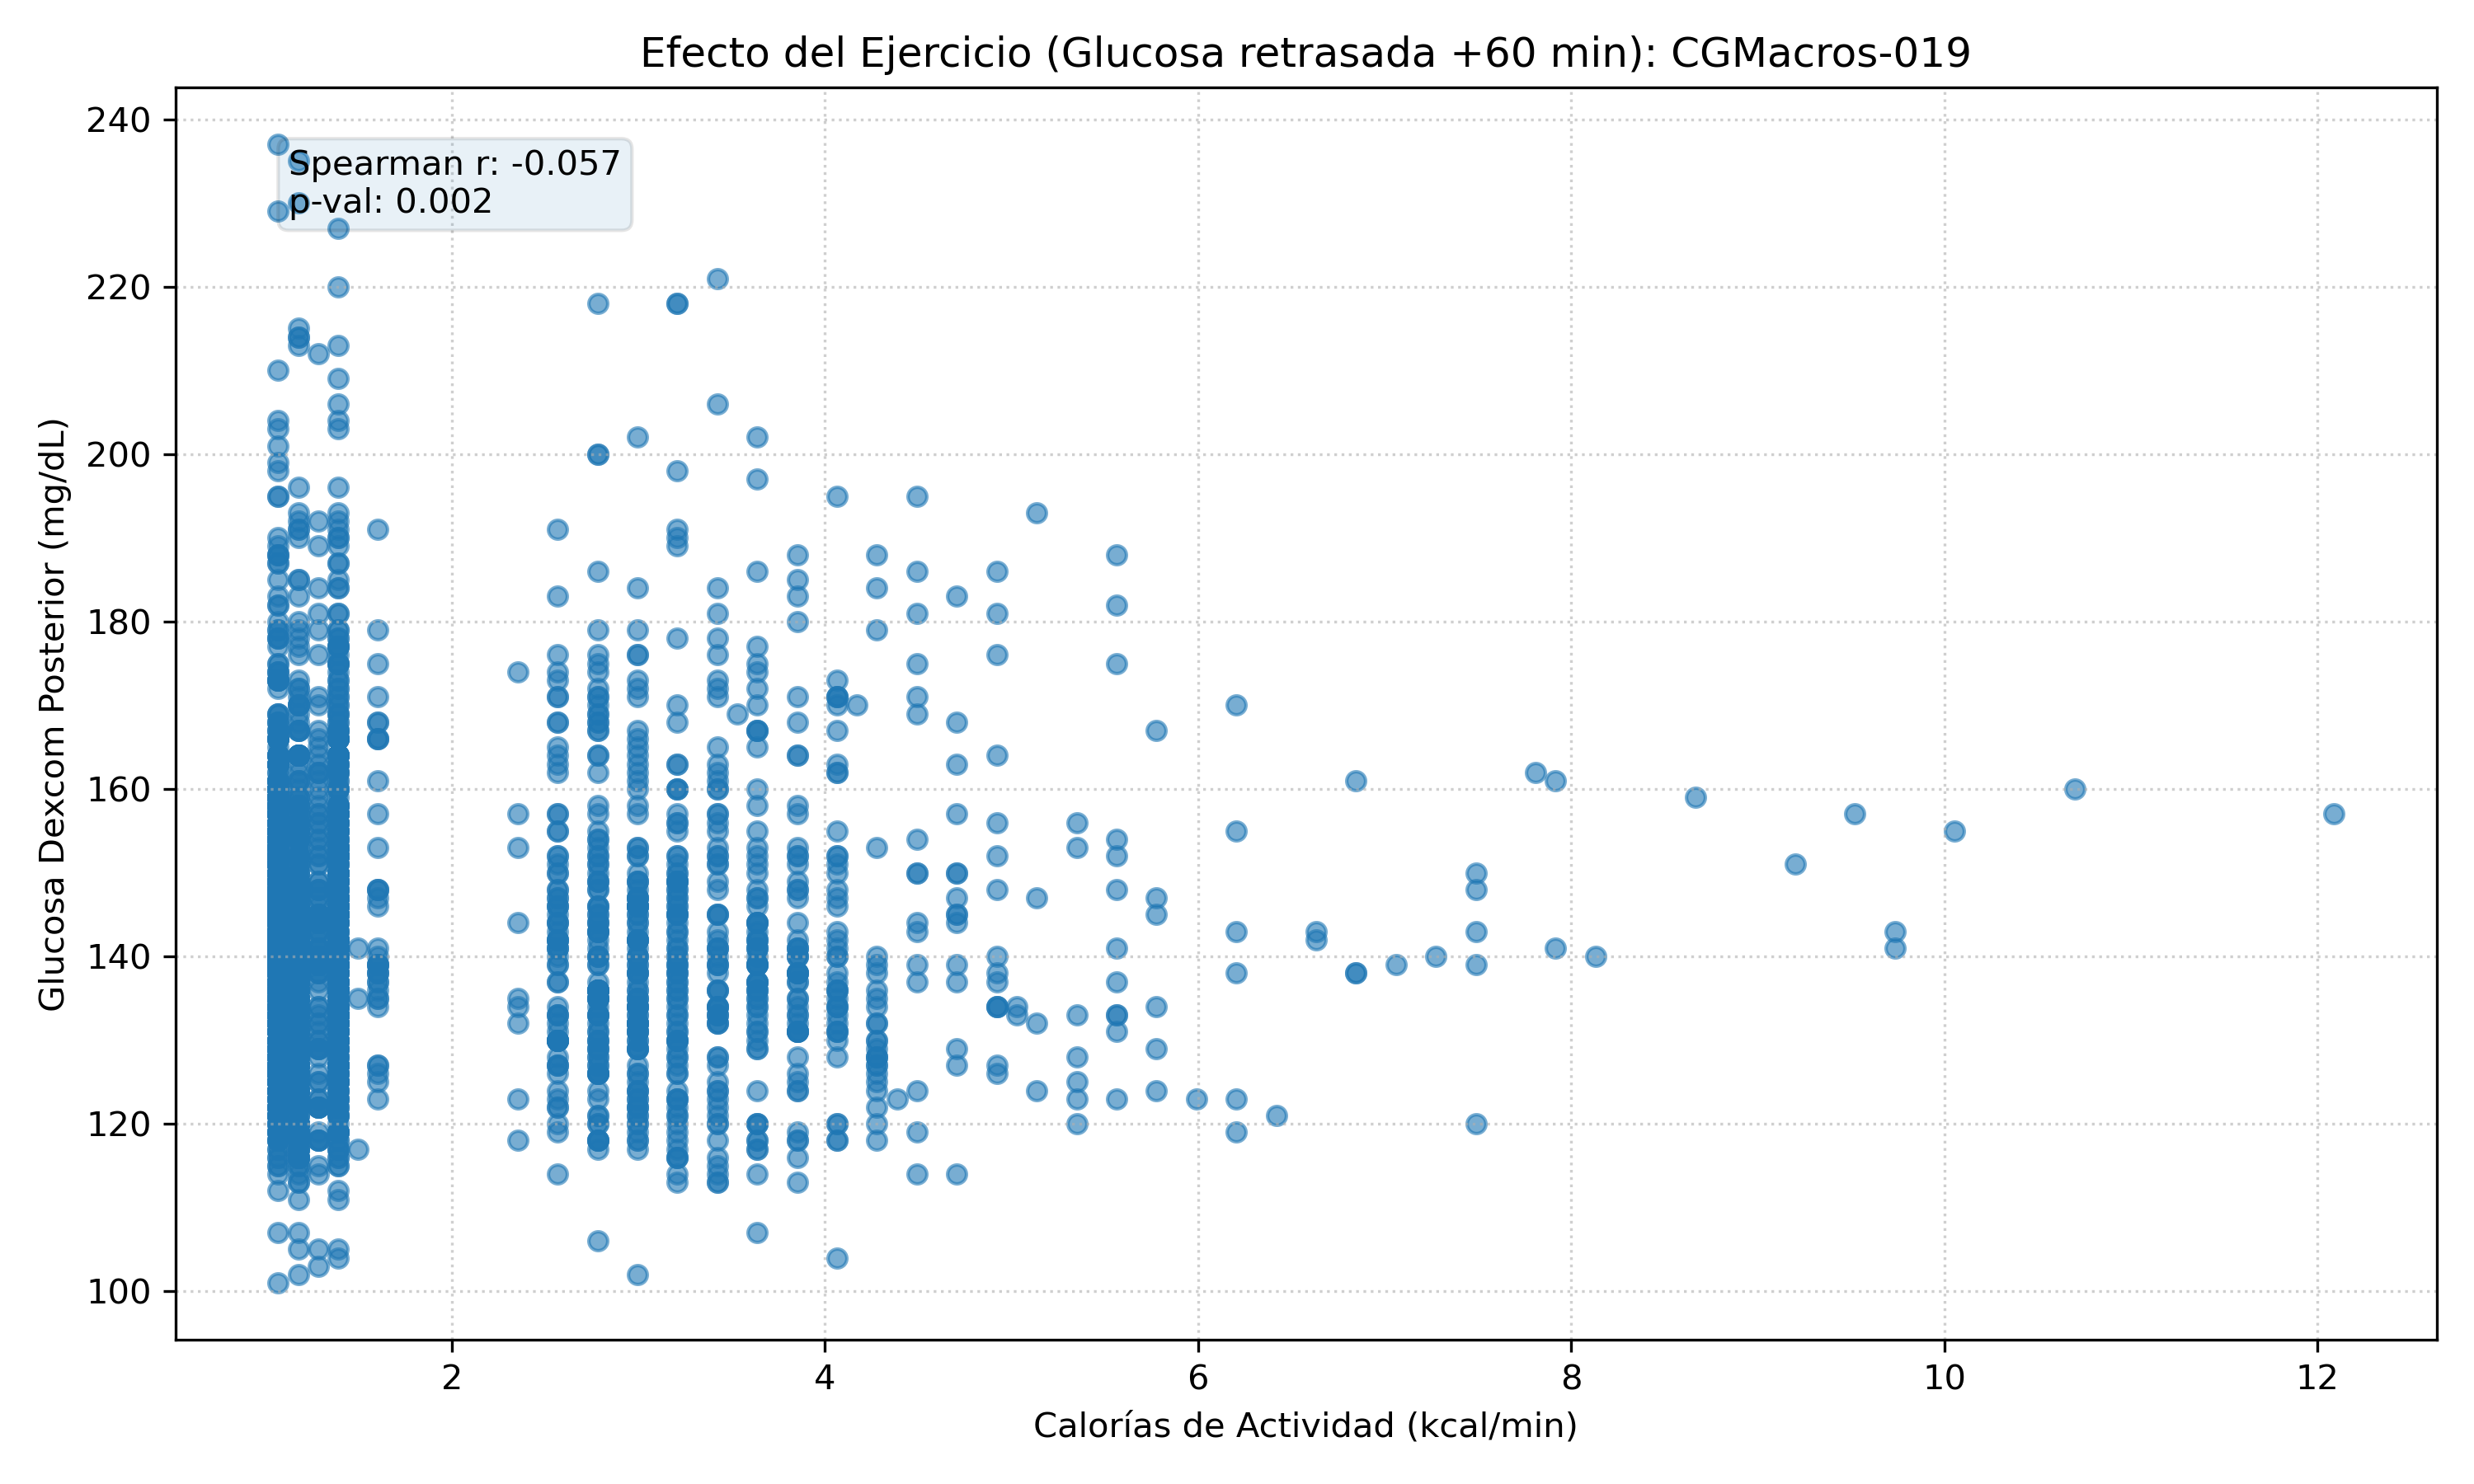 Efecto del Ejercicio (Glucosa retrasada +60 min): CGMacros-019
Spearman r: -0.057
p-val: 0.002
Glucosa Dexcom Posterior (mg/dL)
240
220
200
180
160
140
120
100
2 4 6 8 10 12
Calorías de Actividad (kcal/min)